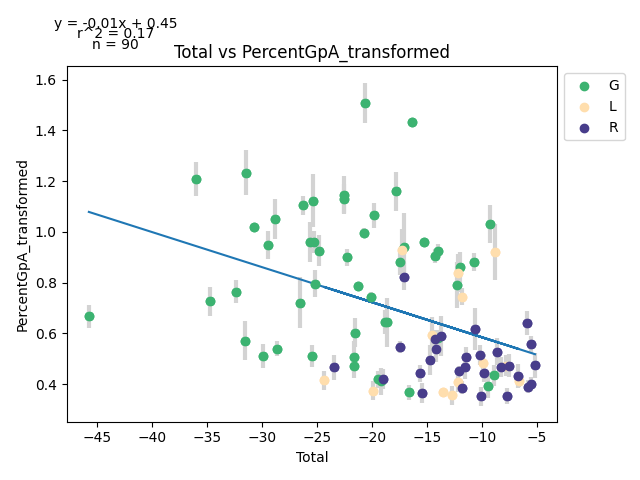 y = -0.01x + 0.45
r^2 = 0.17
n = 90
Total vs PercentGpA_transformed
1.6
1.4
1.2
1.0
0.8
0.6
0.4
PercentGpA_transformed
−45 −40 −35 −30 −25 −20 −15 −10 −5
Total
G
L
R